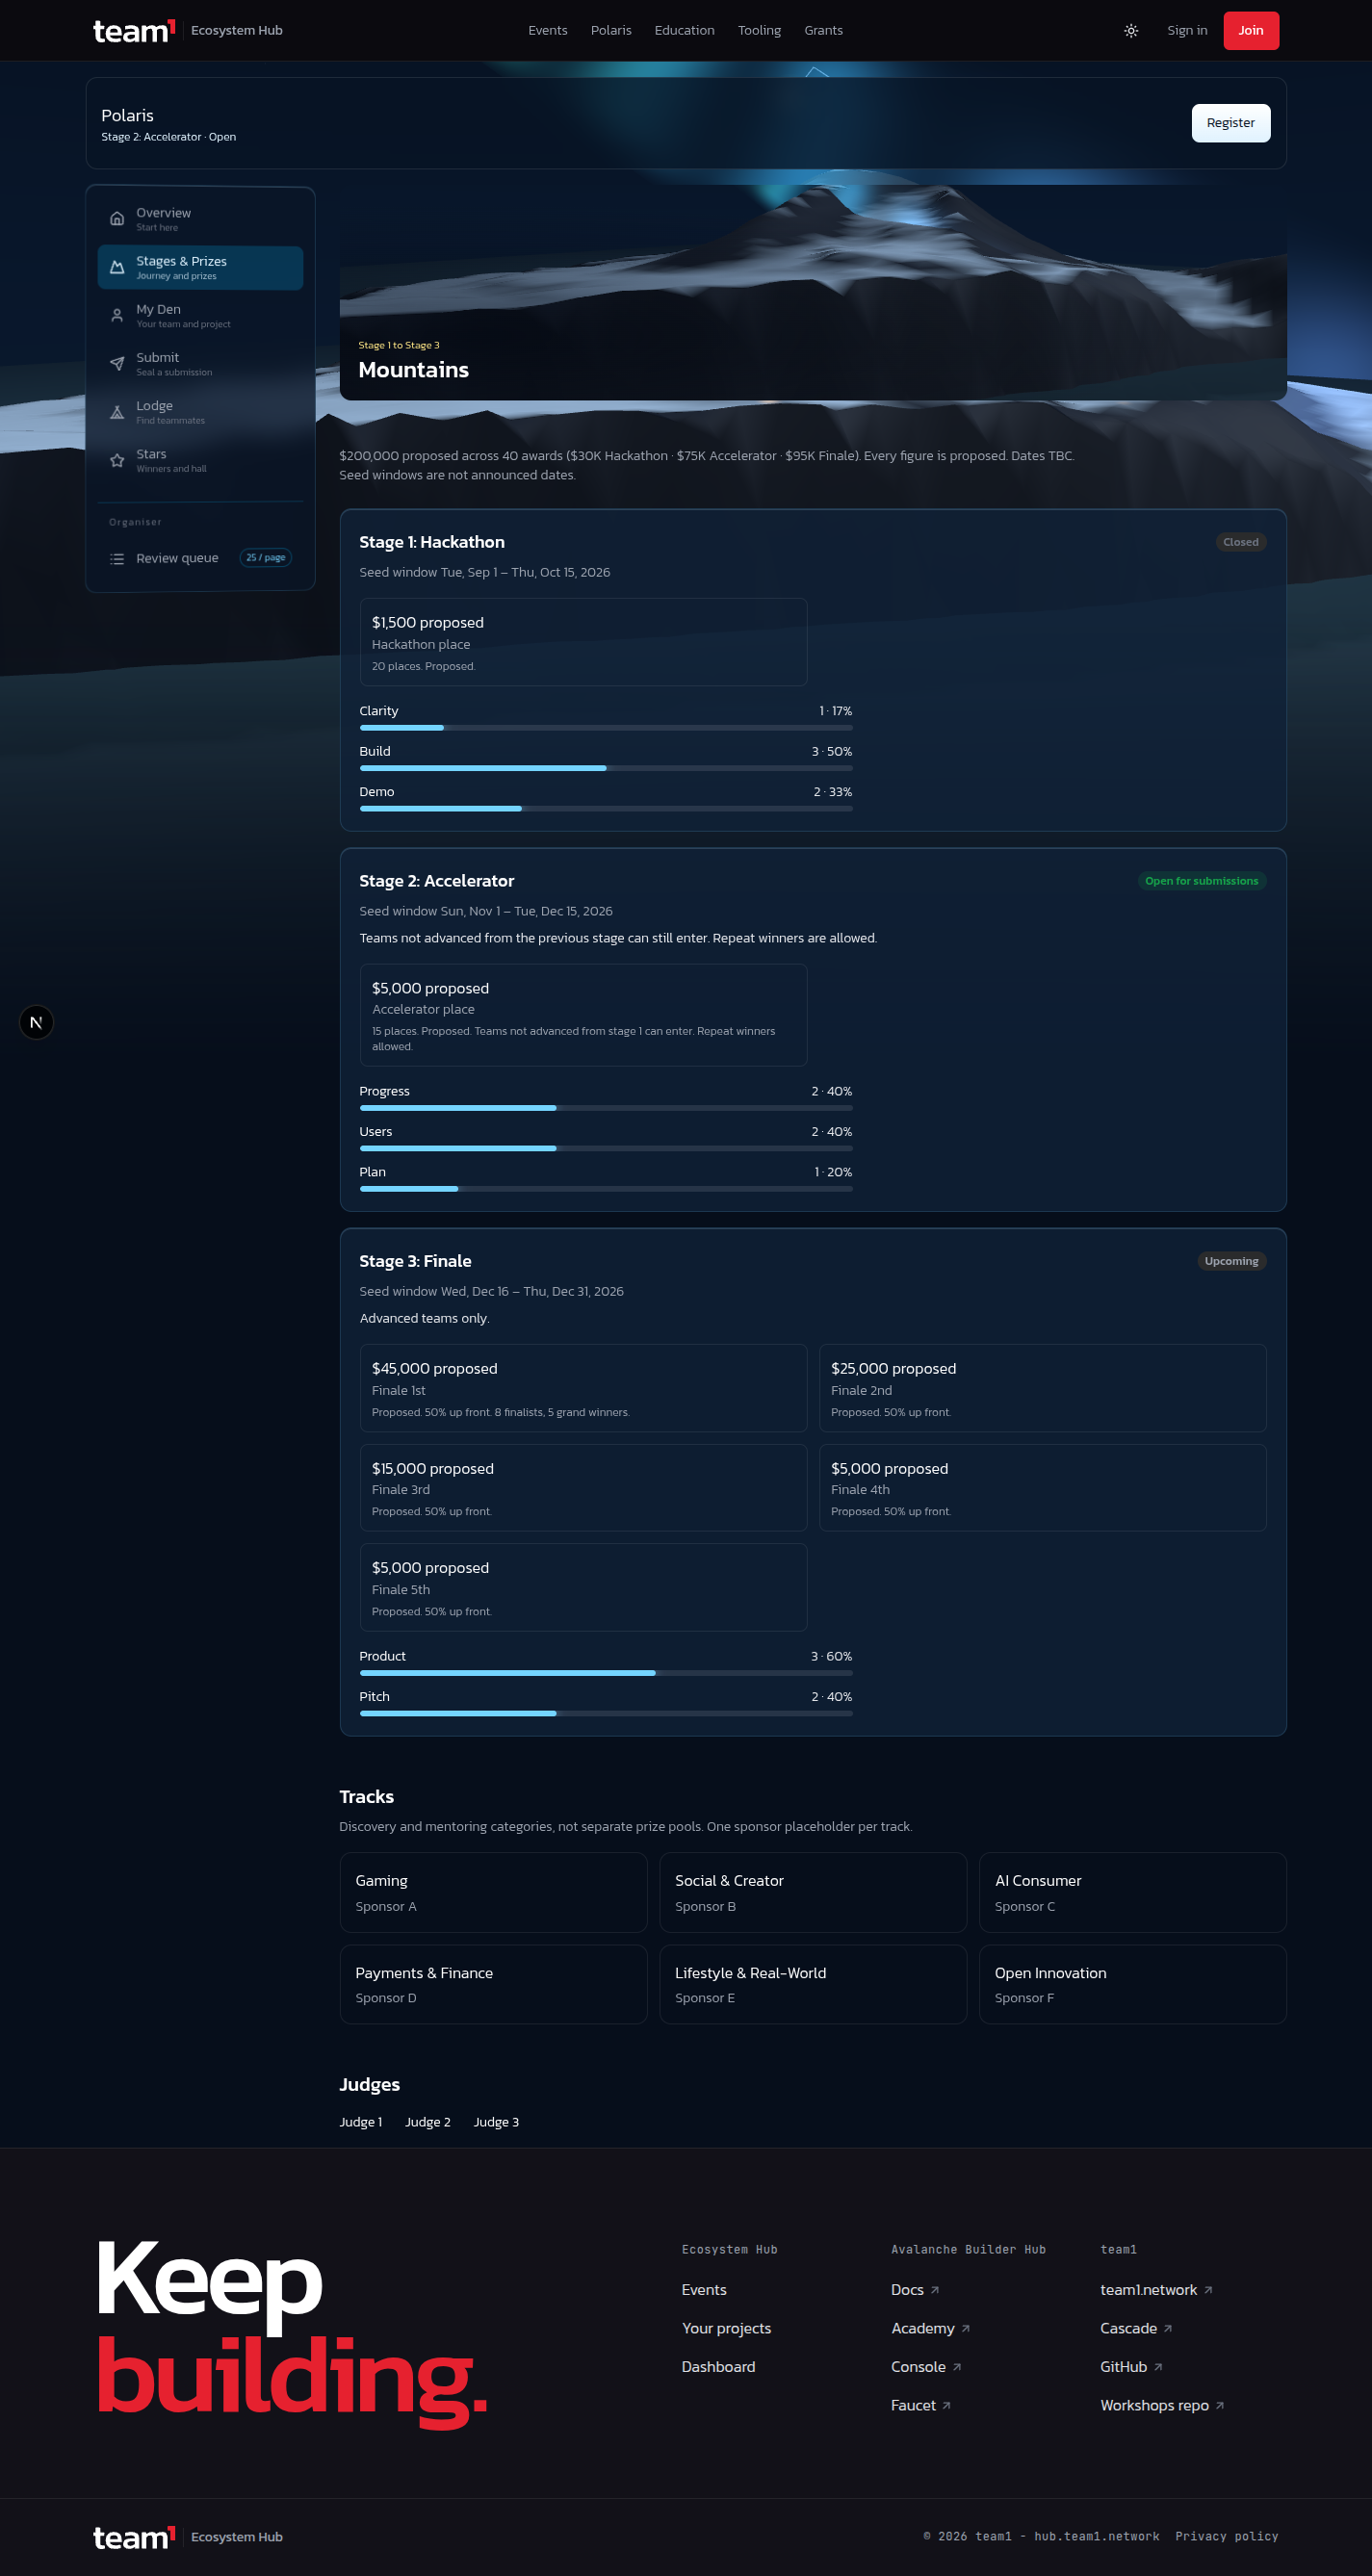 team1 Ecosystem Hub
Events Polaris Education Tooling Grants
Sign in Join
Polaris
Stage 2: Accelerator · Open
Register
Overview
Start here
Stages & Prizes
Journey and prizes
My Den
Your team and project
Submit
Seal a submission
Lodge
Find teammates
Stars
Winners and hall
Organiser
Review queue 25 / page
Stage 1 to Stage 3
Mountains
$200,000 proposed across 40 awards ($30K Hackathon · $75K Accelerator · $95K Finale). Every figure is proposed. Dates TBC.
Seed windows are not announced dates.
Stage 1: Hackathon Closed
Seed window Tue, Sep 1 – Thu, Oct 15, 2026
$1,500 proposed
Hackathon place
20 places. Proposed.
Clarity 1 · 17%
Build 3 · 50%
Demo 2 · 33%
Stage 2: Accelerator Open for submissions
Seed window Sun, Nov 1 – Tue, Dec 15, 2026
Teams not advanced from the previous stage can still enter. Repeat winners are allowed.
$5,000 proposed
Accelerator place
15 places. Proposed. Teams not advanced from stage 1 can enter. Repeat winners
allowed.
Progress 2 · 40%
Users 2 · 40%
Plan 1 · 20%
Stage 3: Finale Upcoming
Seed window Wed, Dec 16 – Thu, Dec 31, 2026
Advanced teams only.
$45,000 proposed
Finale 1st
Proposed. 50% up front. 8 finalists, 5 grand winners.
$25,000 proposed
Finale 2nd
Proposed. 50% up front.
$15,000 proposed
Finale 3rd
Proposed. 50% up front.
$5,000 proposed
Finale 4th
Proposed. 50% up front.
$5,000 proposed
Finale 5th
Proposed. 50% up front.
Product 3 · 60%
Pitch 2 · 40%
Tracks
Discovery and mentoring categories, not separate prize pools. One sponsor placeholder per track.
Gaming
Sponsor A
Social & Creator
Sponsor B
AI Consumer
Sponsor C
Payments & Finance
Sponsor D
Lifestyle & Real-World
Sponsor E
Open Innovation
Sponsor F
Judges
Judge 1 Judge 2 Judge 3
N
Keep
building.
Ecosystem Hub
Events
Your projects
Dashboard
Avalanche Builder Hub
Docs ↗
Academy ↗
Console ↗
Faucet ↗
team1
team1.network ↗
Cascade ↗
GitHub ↗
Workshops repo ↗
team1 Ecosystem Hub
© 2026 team1 - hub.team1.network Privacy policy